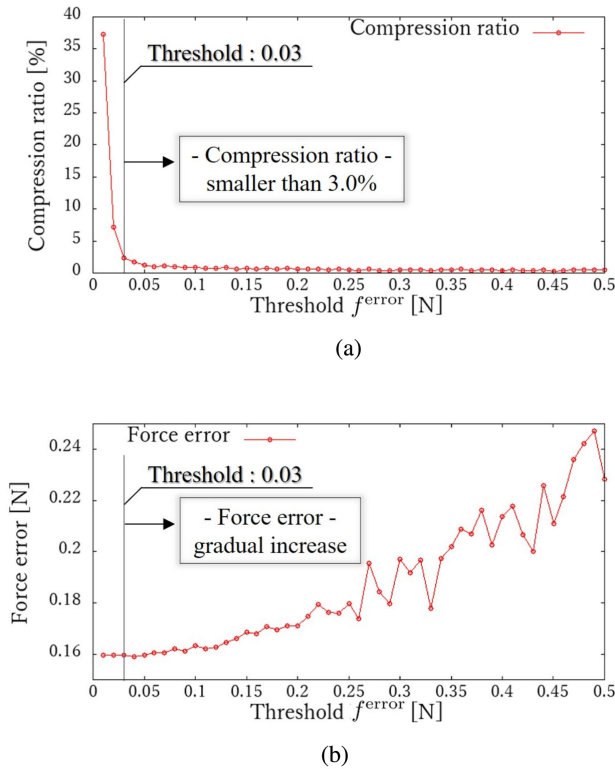 40
35
30
25
20
15
10
5
0
Compression ratio [%]
Compression ratio
Threshold : 0.03
- Compression ratio -
smaller than 3.0%
0 0.05 0.1 0.15 0.2 0.25 0.3 0.35 0.4 0.45 0.5
Threshold f^error [N]
(a)
0.24
0.22
0.2
0.18
0.16
Force error [N]
Force error
Threshold : 0.03
- Force error -
gradual increase
0 0.05 0.1 0.15 0.2 0.25 0.3 0.35 0.4 0.45 0.5
Threshold f^error [N]
(b)